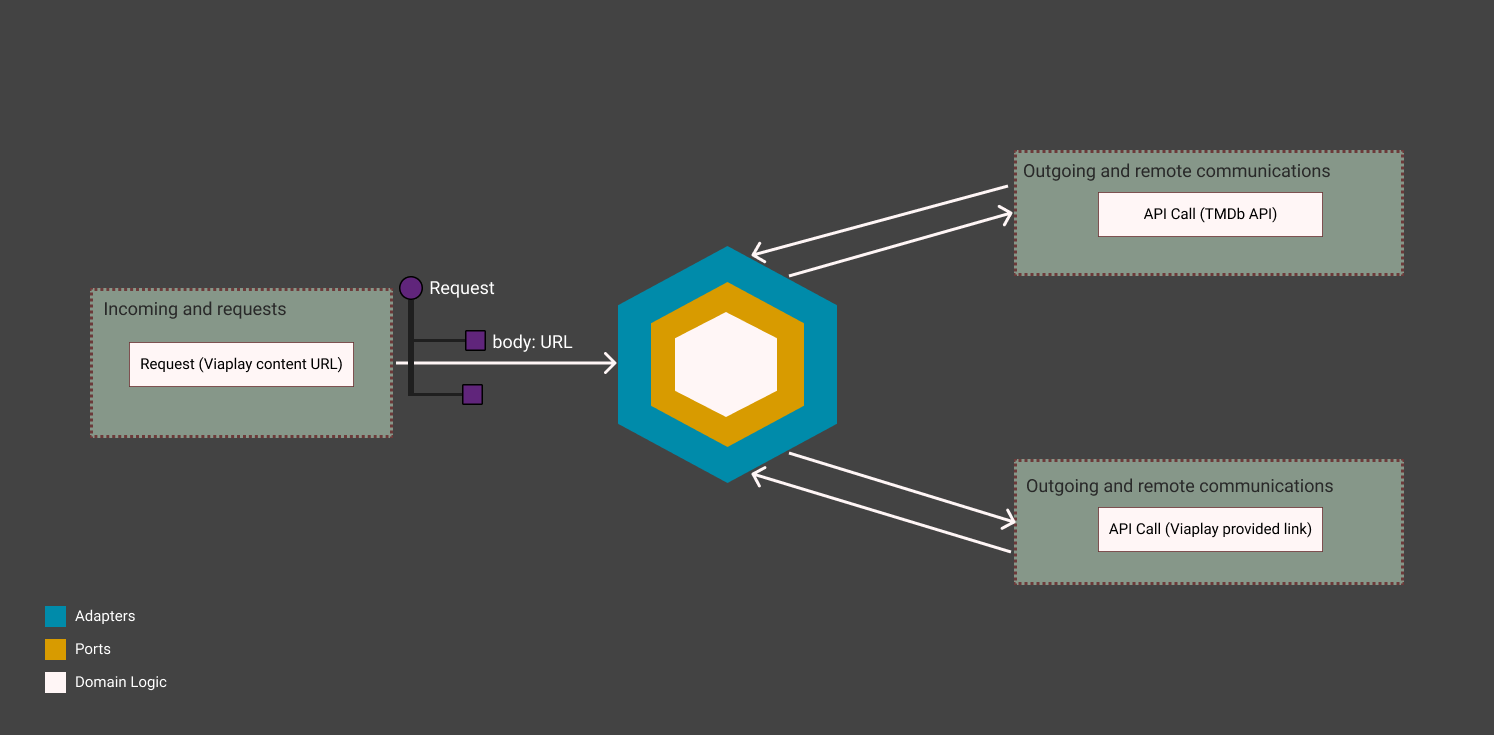 Outgoing and remote communications
API Call (TMDb API)
Request
Incoming and requests
body: URL
Request (Viaplay content URL)
Outgoing and remote communications
API Call (Viaplay provided link)
Adapters
Ports
Domain Logic